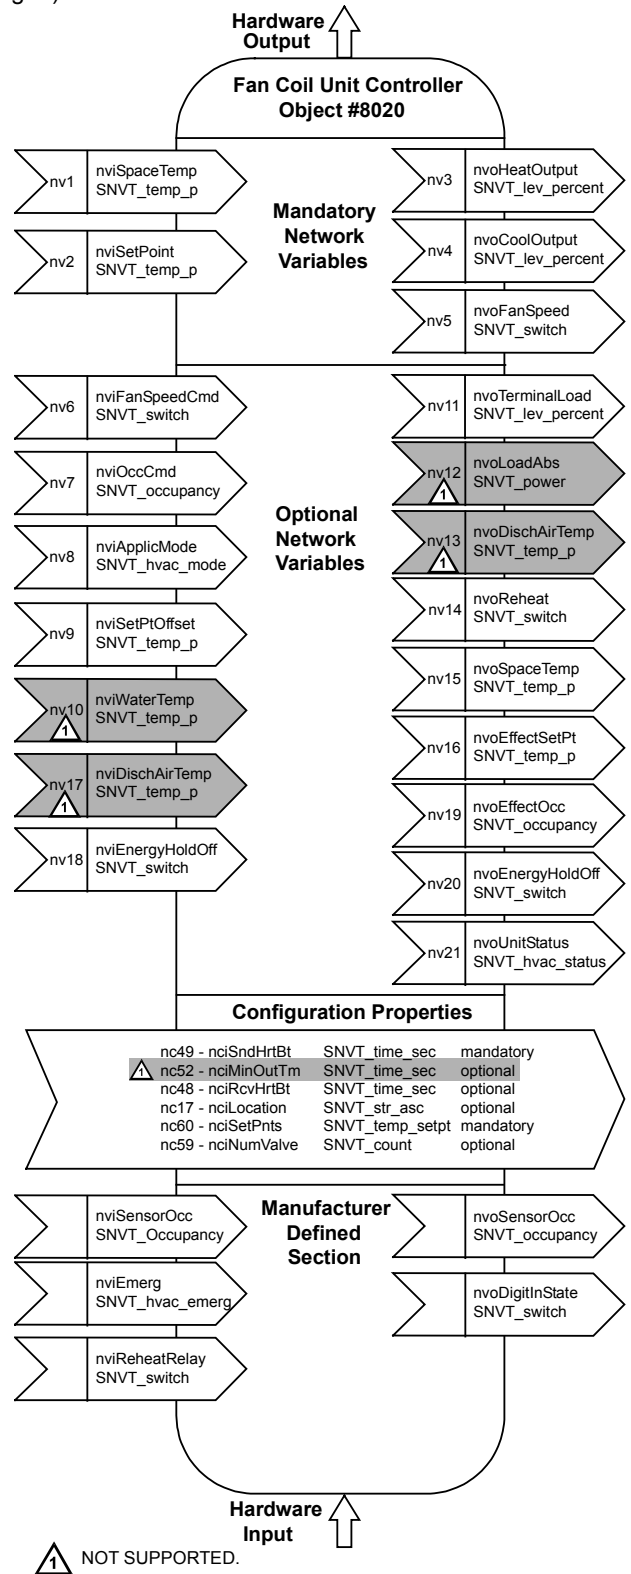 Hardware
Output
Fan Coil Unit Controller
Object #8020
nv1
nviSpaceTemp
SNVT_temp_p
nv2
nviSetPoint
SNVT_temp_p
Mandatory
Network
Variables
nv3
nvoHeatOutput
SNVT_lev_percent
nv4
nvoCoolOutput
SNVT_lev_percent
nv5
nvoFanSpeed
SNVT_switch
nv6
nviFanSpeedCmd
SNVT_switch
nv7
nviOccCmd
SNVT_occupancy
nv8
nviApplicMode
SNVT_hvac_mode
nv9
nviSetPtOffset
SNVT_temp_p
nv10
1
nviWaterTemp
SNVT_temp_p
nv17
1
nviDischAirTemp
SNVT_temp_p
nv18
nviEnergyHoldOff
SNVT_switch
Optional
Network
Variables
nv11
nvoTerminalLoad
SNVT_lev_percent
nv12
1
nvoLoadAbs
SNVT_power
nv13
1
nvoDischAirTemp
SNVT_temp_p
nv14
nvoReheat
SNVT_switch
nv15
nvoSpaceTemp
SNVT_temp_p
nv16
nvoEffectSetPt
SNVT_temp_p
nv19
nvoEffectOcc
SNVT_occupancy
nv20
nvoEnergyHoldOff
SNVT_switch
nv21
nvoUnitStatus
SNVT_hvac_status
Configuration Properties
nc49 - nciSndHrtBt SNVT_time_sec mandatory
1 nc52 - nciMinOutTm SNVT_time_sec optional
nc48 - nciRcvHrtBt SNVT_time_sec optional
nc17 - nciLocation SNVT_str_asc optional
nc60 - nciSetPnts SNVT_temp_setpt mandatory
nc59 - nciNumValve SNVT_count optional
nviSensorOcc
SNVT_Occupancy
nviEmerg
SNVT_hvac_emerg
nviReheatRelay
SNVT_switch
Manufacturer
Defined
Section
nvoSensorOcc
SNVT_occupancy
nvoDigitInState
SNVT_switch
Hardware
Input
1 NOT SUPPORTED.